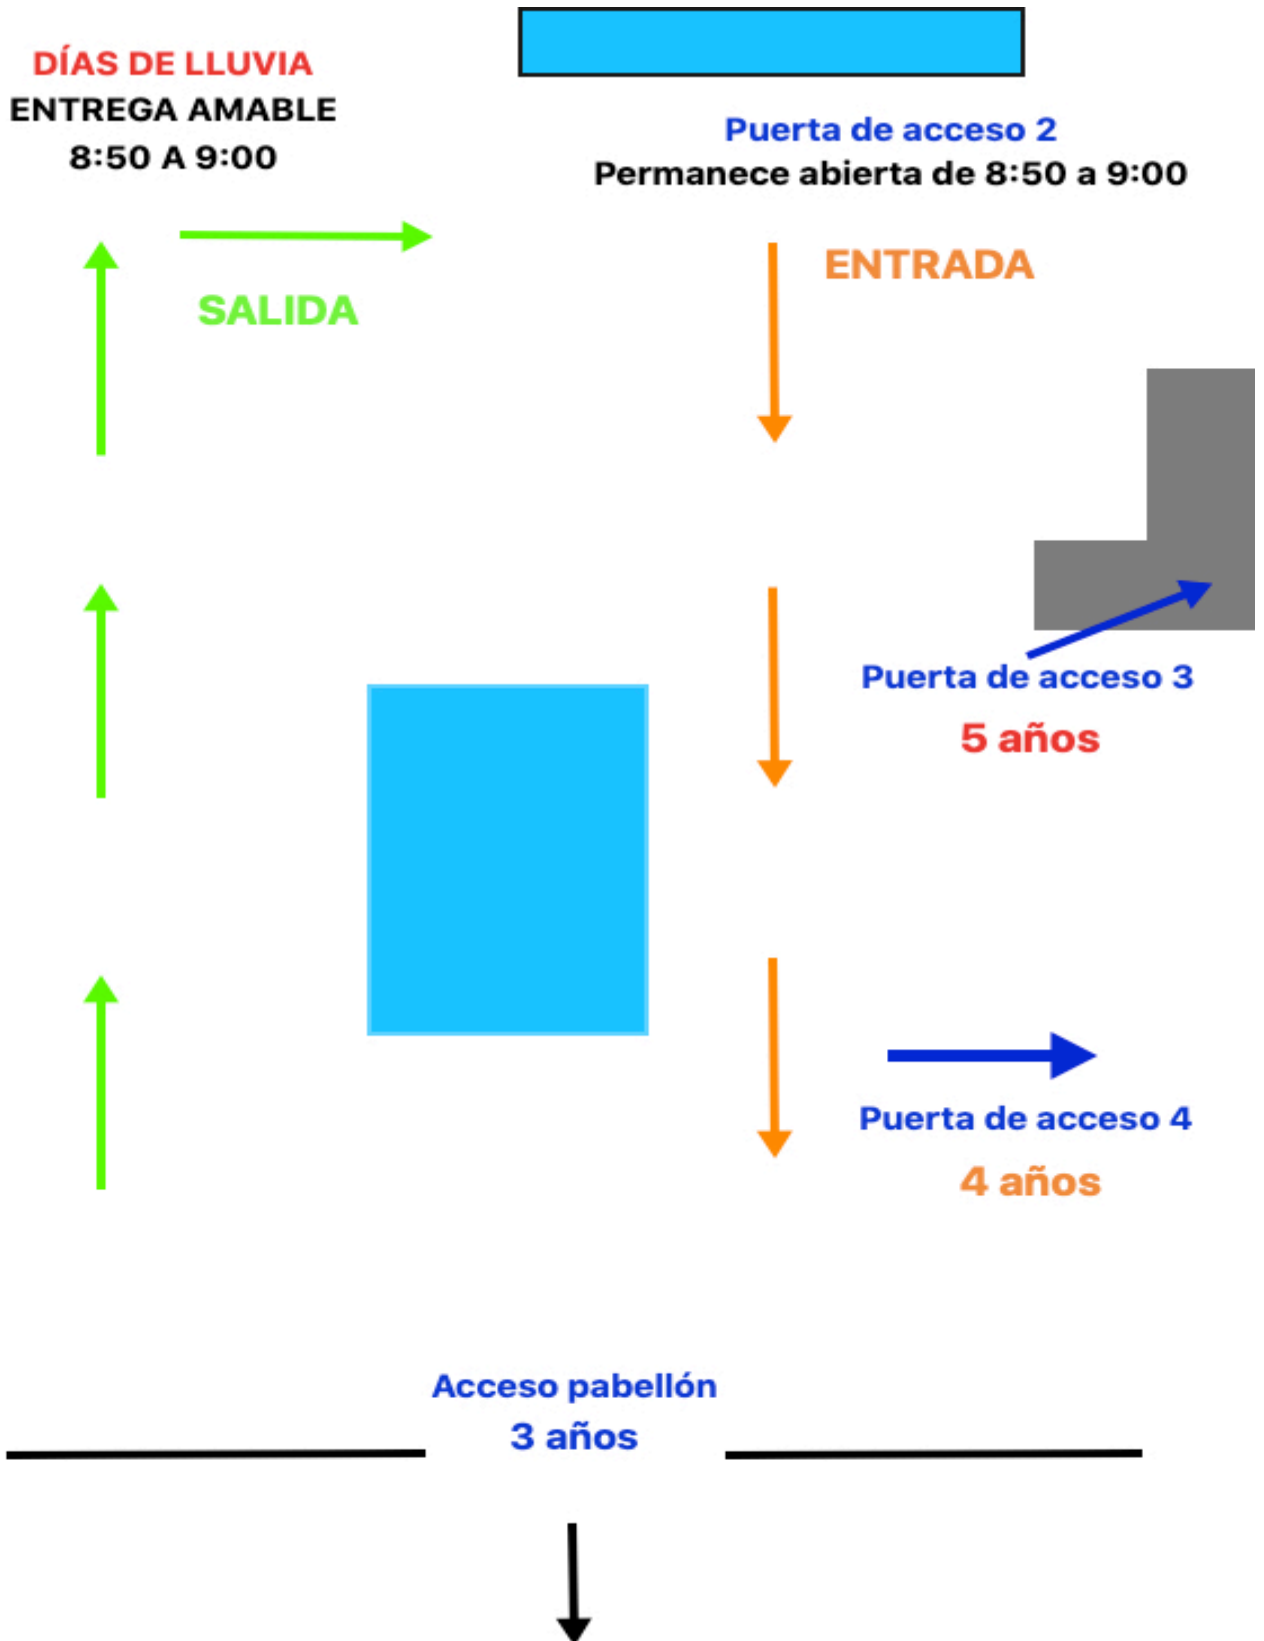 DÍAS DE LLUVIA
ENTREGA AMABLE
8:50 A 9:00
Puerta de acceso 2
Permanece abierta de 8:50 a 9:00
SALIDA
ENTRADA
Puerta de acceso 3
5 años
Puerta de acceso 4
4 años
Acceso pabellón
3 años